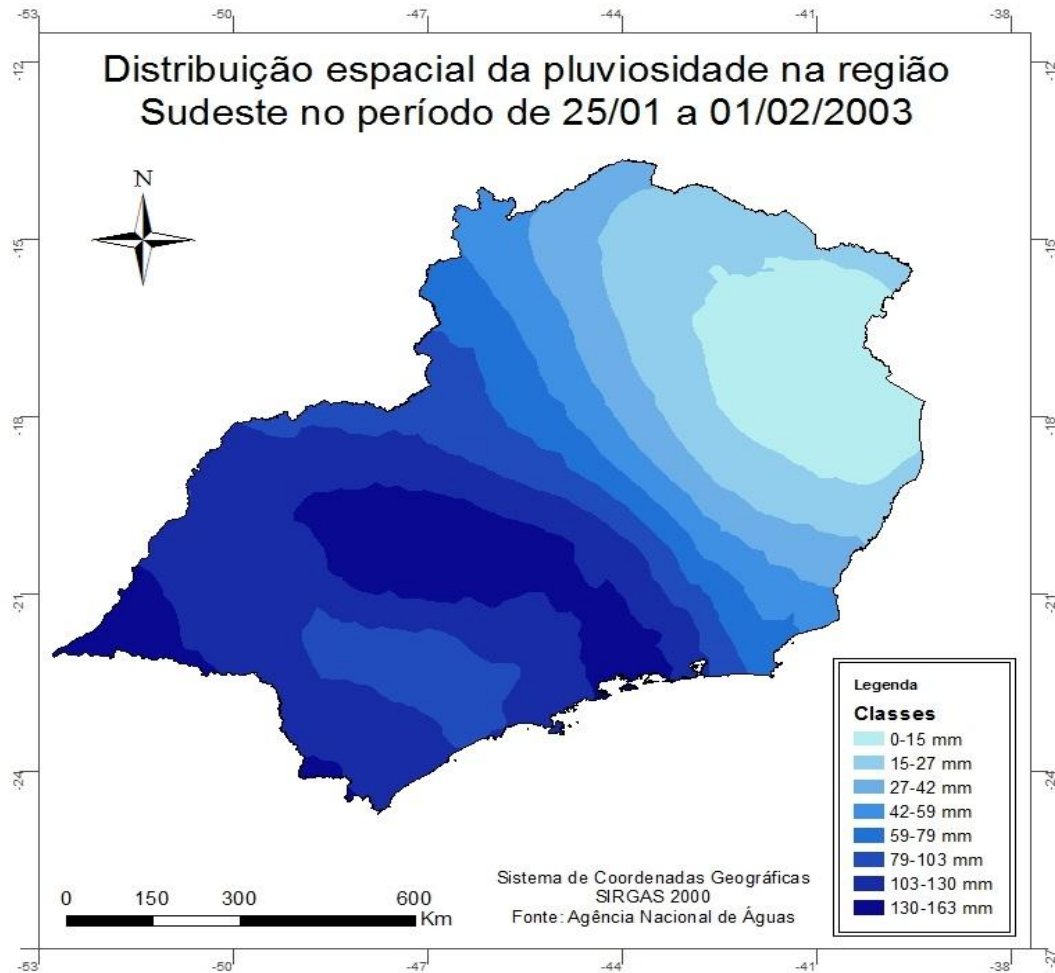 -53
-50
-47
-44
-41
-38
Distribuição espacial da pluviosidade na região
Sudeste no período de 25/01 a 01/02/2003
N
-12
-12
-15
-15
-18
-18
-21
-21
-24
-24
-27
Legenda
Classes
0-15 mm
15-27 mm
27-42 mm
42-59 mm
59-79 mm
79-103 mm
103-130 mm
130-163 mm
0 150 300 600
Km
Sistema de Coordenadas Geográficas
SIRGAS 2000
Fonte: Agência Nacional de Águas
-53
-50
-47
-44
-41
-38